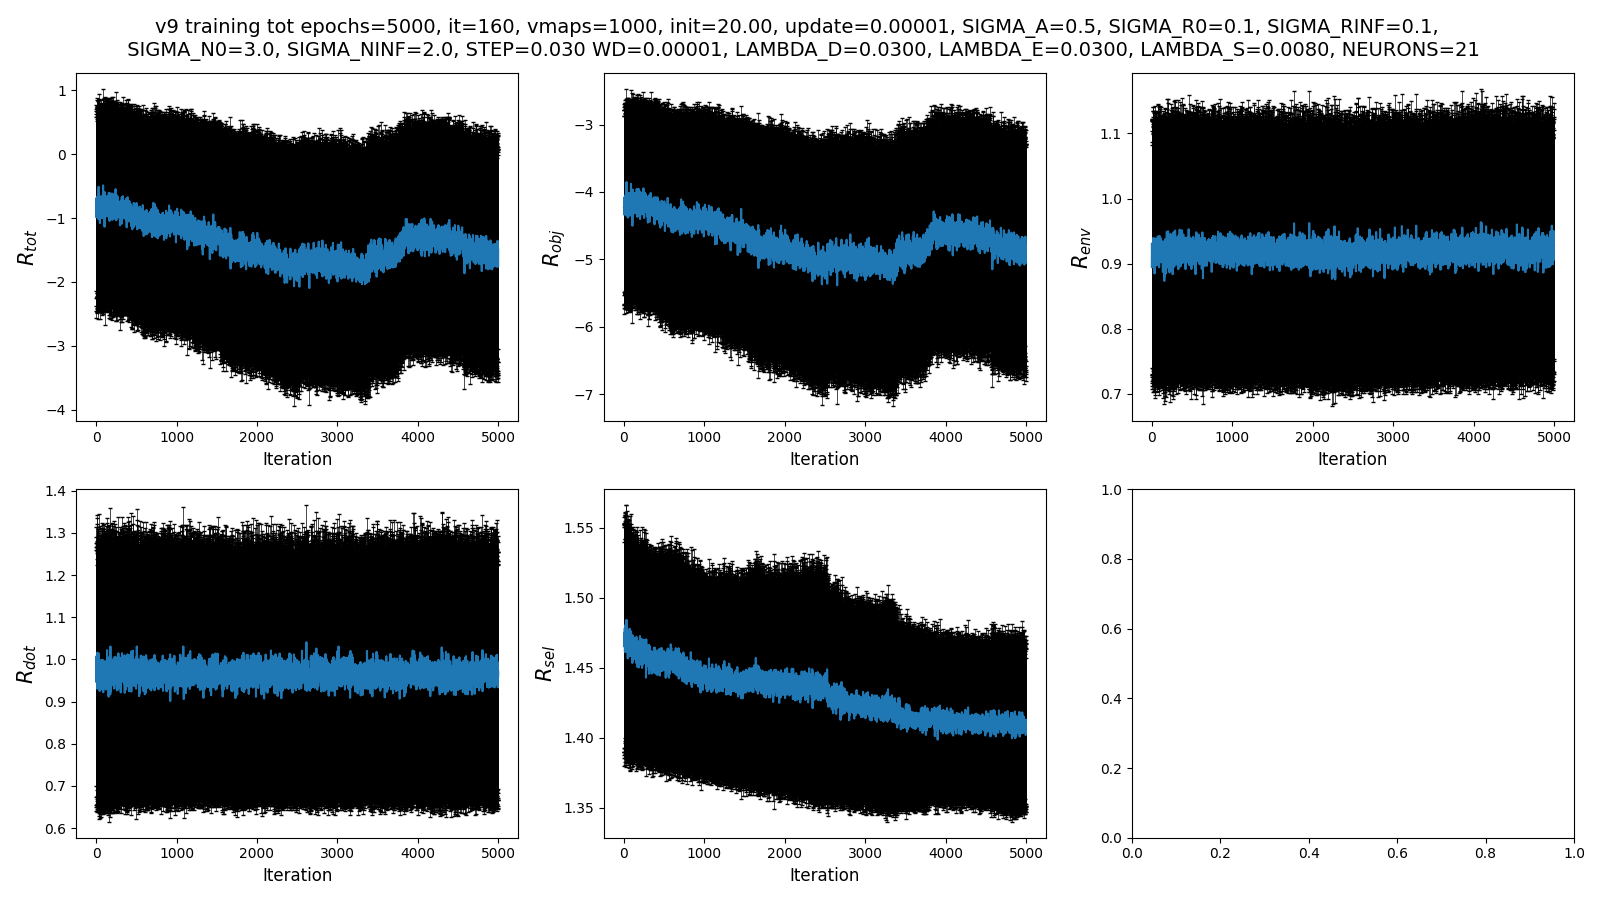 v9 training tot epochs=5000, it=160, vmaps=1000, init=20.00, update=0.00001, SIGMA_A=0.5, SIGMA_R0=0.1, SIGMA_RINF=0.1,
SIGMA_N0=3.0, SIGMA_NINF=2.0, STEP=0.030 WD=0.00001, LAMBDA_D=0.0300, LAMBDA_E=0.0300, LAMBDA_S=0.0080, NEURONS=21
1
0
−1
−2
−3
−4
R_tot
0 1000 2000 3000 4000 5000
Iteration
−3
−4
−5
−6
−7
R_obj
0 1000 2000 3000 4000 5000
Iteration
1.1
1.0
0.9
0.8
0.7
R_env
0 1000 2000 3000 4000 5000
Iteration
1.4
1.3
1.2
1.1
1.0
0.9
0.8
0.7
0.6
R_dot
0 1000 2000 3000 4000 5000
Iteration
1.55
1.50
1.45
1.40
1.35
R_sel
0 1000 2000 3000 4000 5000
Iteration
1.0
0.8
0.6
0.4
0.2
0.0
0.0 0.2 0.4 0.6 0.8 1.0